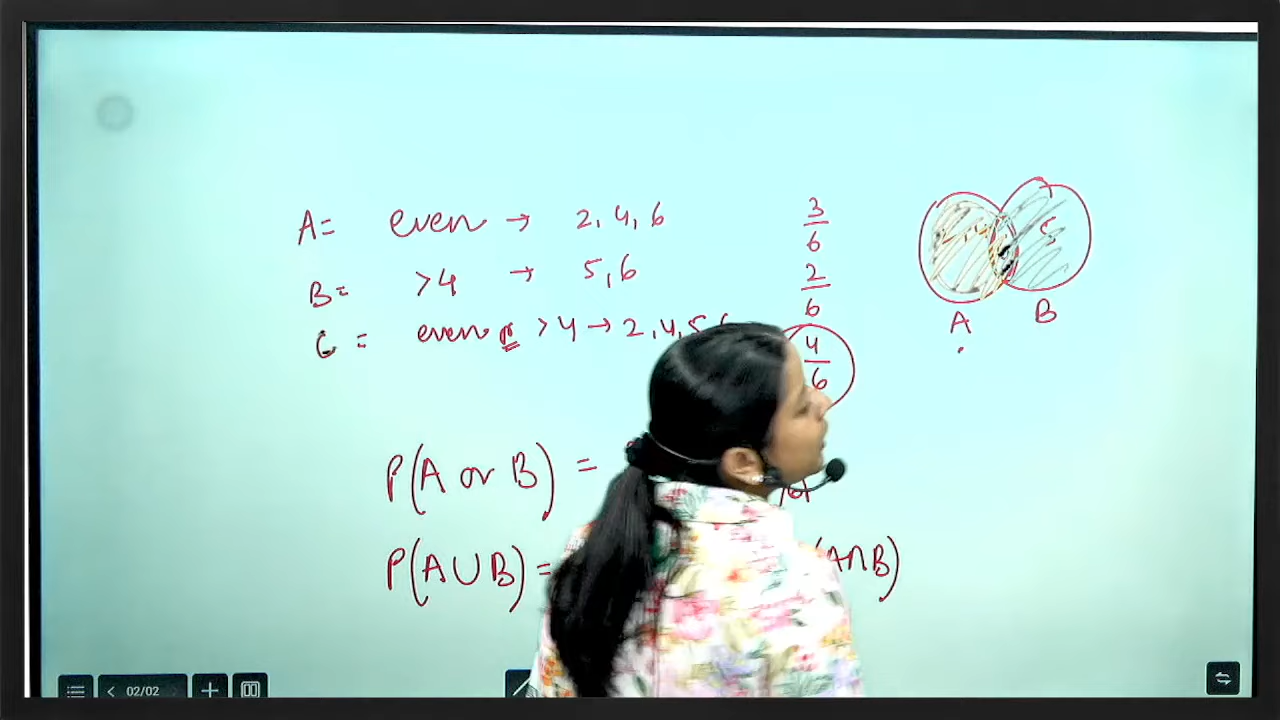 A = even → 2, 4, 6 3/6
B = >4 → 5, 6 2/6
C = even or >4 → 2, 4, 5, 6 4/6
A B
P(A or B) =
P(A∪B) = (A∩B)
02/02